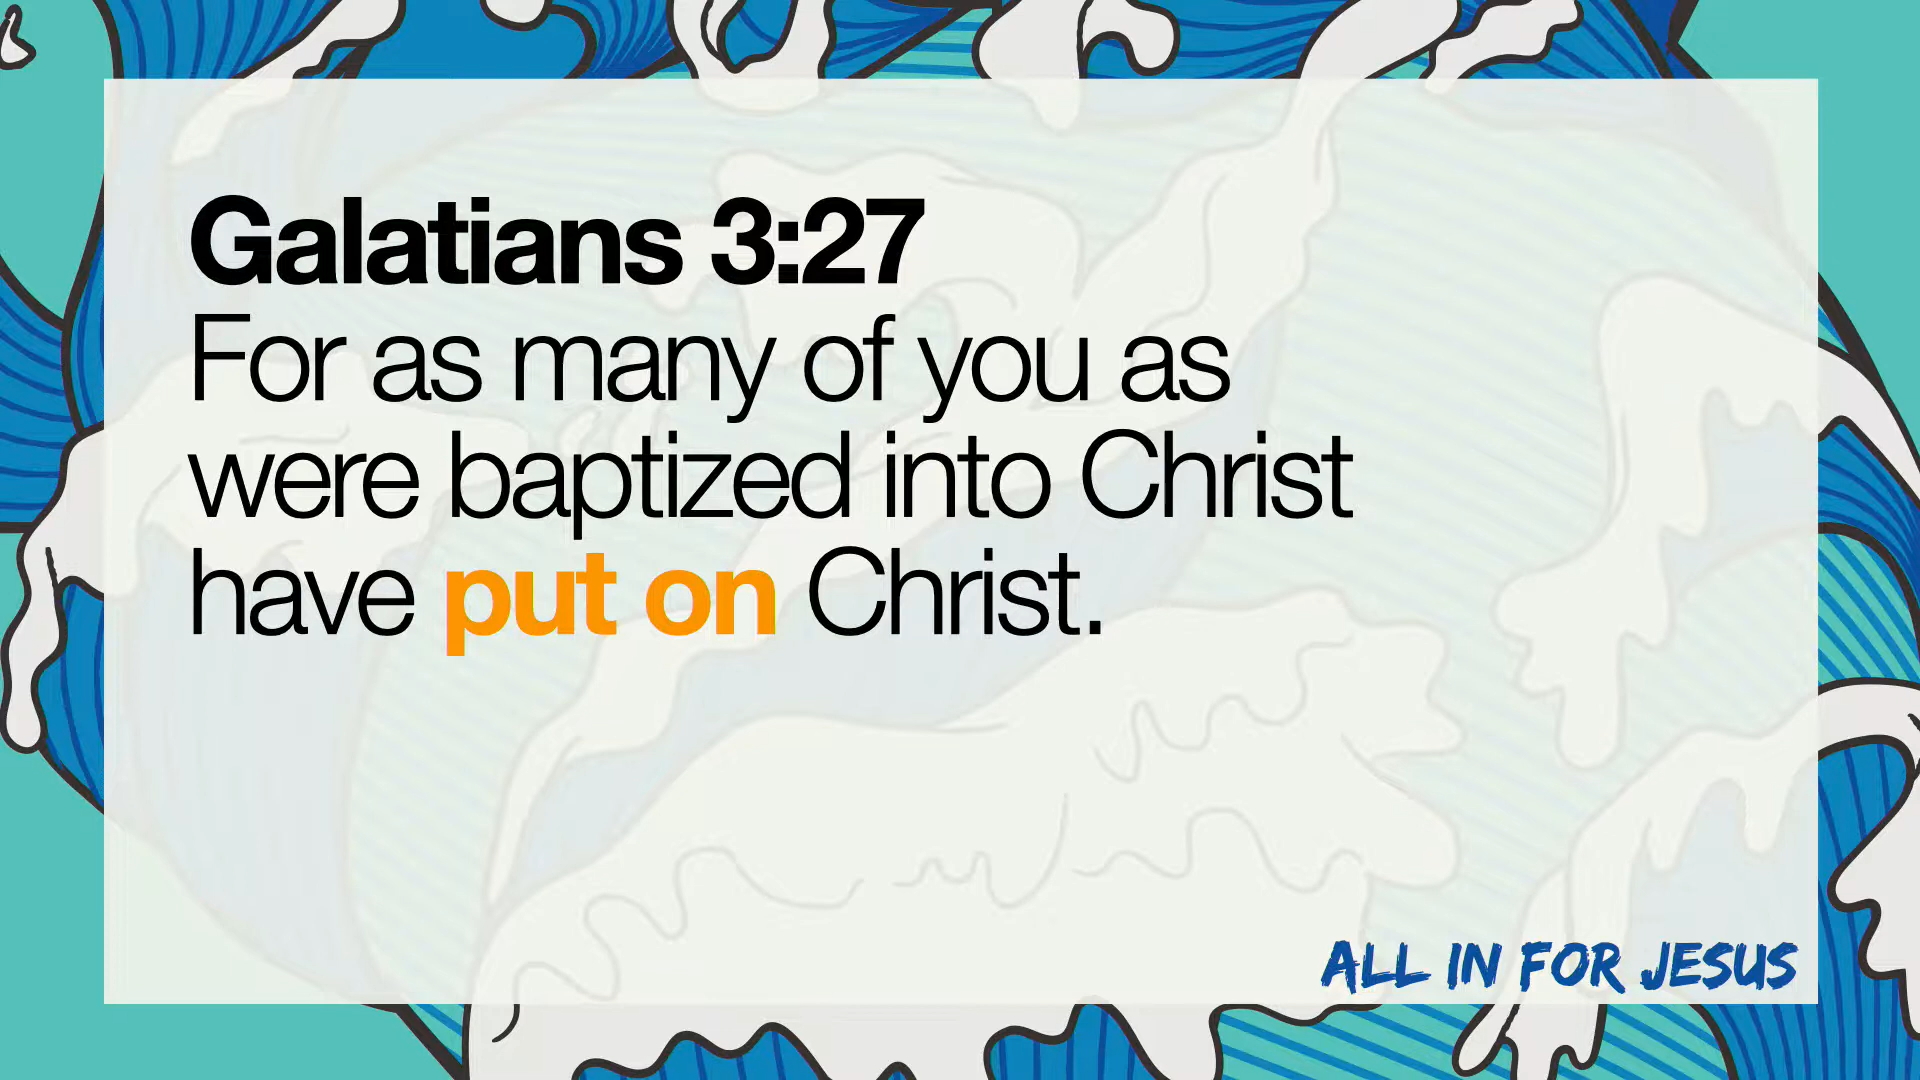 Galatians 3:27
For as many of you as
were baptized into Christ
have put on Christ.
ALL IN FOR JESUS